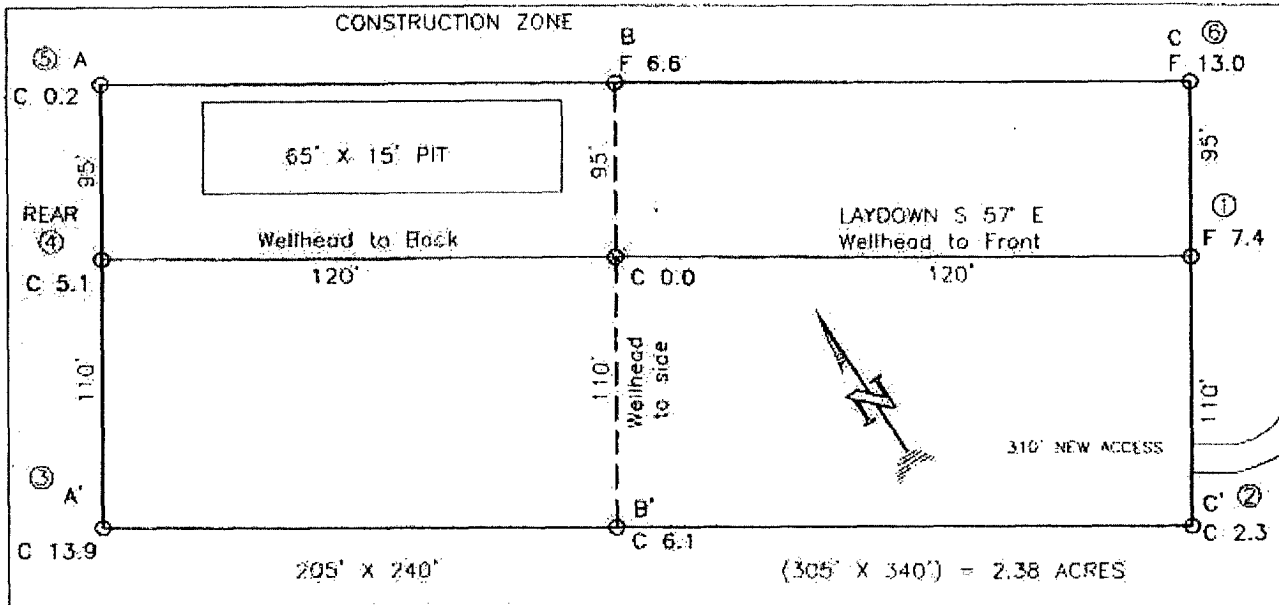 CONSTRUCTION ZONE
⑤ A
B
C ⑥
C 0.2
F 6.6
F 13.0
65' X 15' PIT
95'
95'
95'
REAR
④
Wellhead to Back
LAYDOWN S 57° E
Wellhead to Front
①
F 7.4
C 5.1
120'
C 0.0
120'
110'
110'
Wellhead
to side
N
110'
310' NEW ACCESS
③
A'
B'
C' ②
C 13.9
C 6.1
C 2.3
205' X 240'
(305' X 340') = 2.38 ACRES